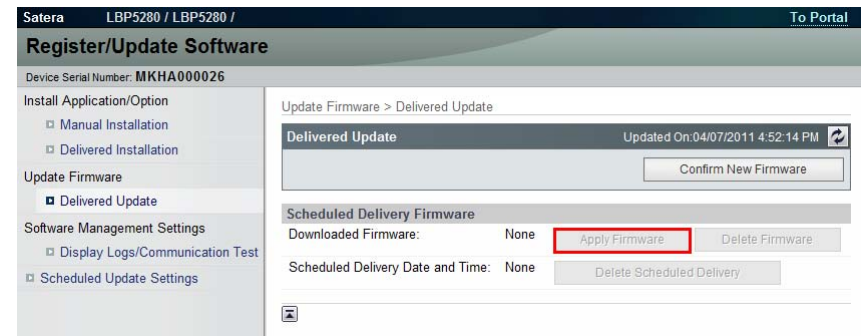 Satera LBP5280 / LBP5280 / To Portal
Register/Update Software
Device Serial Number: MKHA000026
Install Application/Option
Manual Installation
Delivered Installation
Update Firmware
Delivered Update
Software Management Settings
Display Logs/Communication Test
Scheduled Update Settings
Update Firmware > Delivered Update
Delivered Update Updated On:04/07/2011 4:52:14 PM
Confirm New Firmware
Scheduled Delivery Firmware
Downloaded Firmware: None Apply Firmware Delete Firmware
Scheduled Delivery Date and Time: None Delete Scheduled Delivery